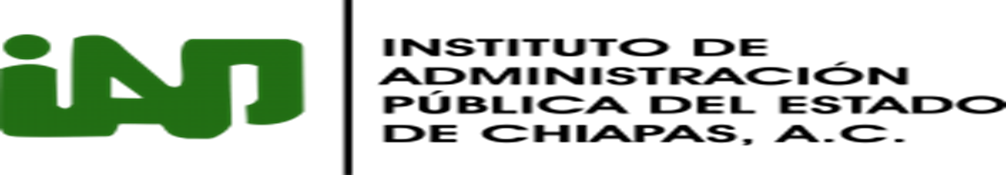 iAP
INSTITUTO DE
ADMINISTRACIÓN
PÚBLICA DEL ESTADO
DE CHIAPAS, A.C.